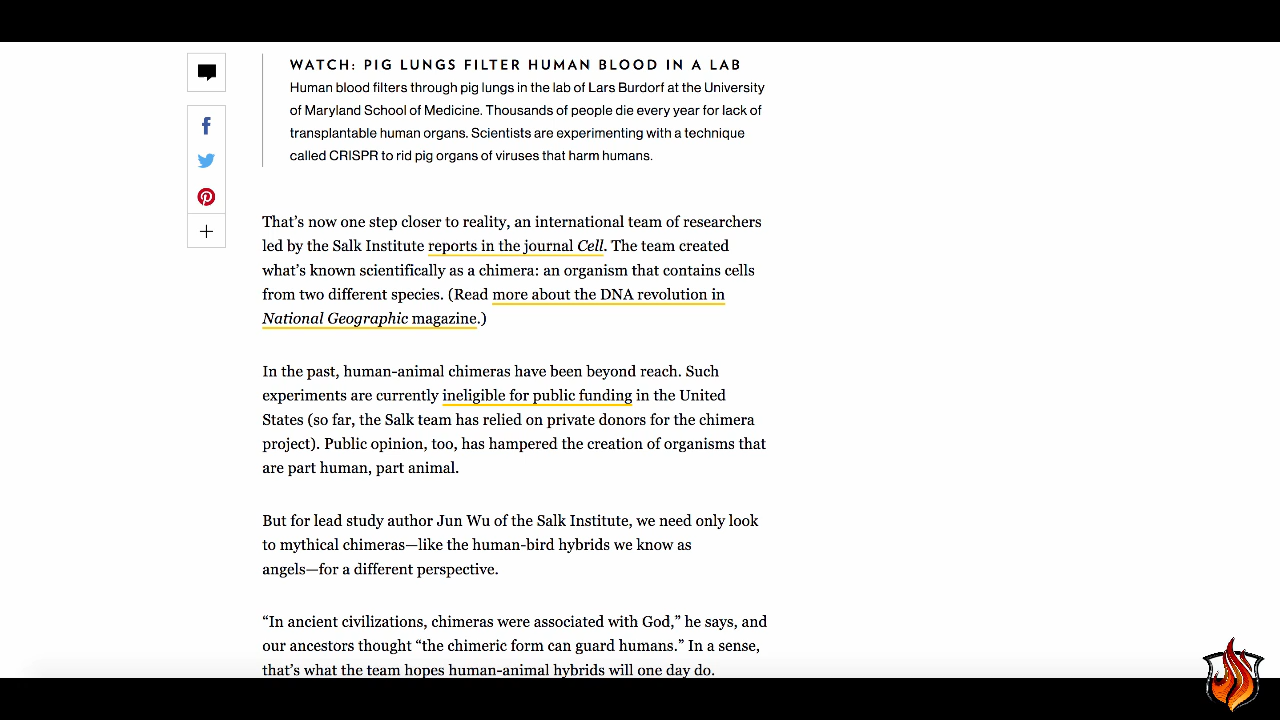 WATCH: PIG LUNGS FILTER HUMAN BLOOD IN A LAB
Human blood filters through pig lungs in the lab of Lars Burdorf at the University
of Maryland School of Medicine. Thousands of people die every year for lack of
transplantable human organs. Scientists are experimenting with a technique
called CRISPR to rid pig organs of viruses that harm humans.
That’s now one step closer to reality, an international team of researchers
led by the Salk Institute reports in the journal Cell. The team created
what’s known scientifically as a chimera: an organism that contains cells
from two different species. (Read more about the DNA revolution in
National Geographic magazine.)
In the past, human-animal chimeras have been beyond reach. Such
experiments are currently ineligible for public funding in the United
States (so far, the Salk team has relied on private donors for the chimera
project). Public opinion, too, has hampered the creation of organisms that
are part human, part animal.
But for lead study author Jun Wu of the Salk Institute, we need only look
to mythical chimeras—like the human-bird hybrids we know as
angels—for a different perspective.
“In ancient civilizations, chimeras were associated with God,” he says, and
our ancestors thought “the chimeric form can guard humans.” In a sense,
that’s what the team hopes human-animal hybrids will one day do.